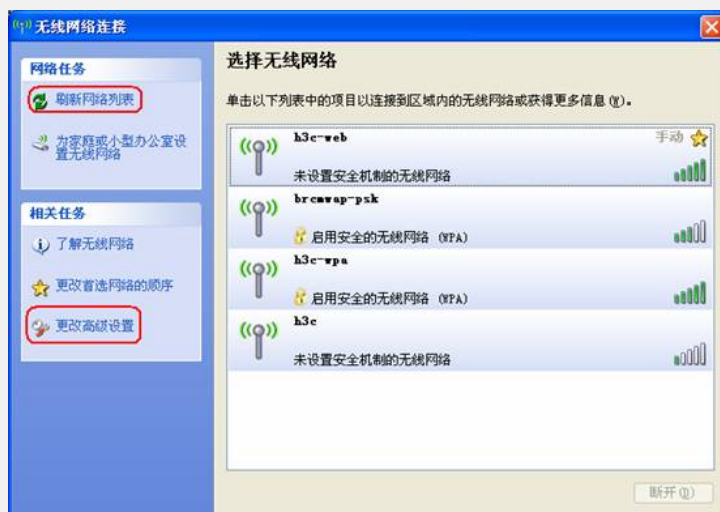 无线网络连接
网络任务
刷新网络列表
为家庭或小型办公室设
置无线网络
相关任务
了解无线网络
更改首选网络的顺序
更改高级设置
选择无线网络
单击以下列表中的项目以连接到区域内的无线网络或获得更多信息(W)。
h3c-web
手动
未设置安全机制的无线网络
brcmwap-psk
启用安全的无线网络 (WPA)
h3c-wpa
启用安全的无线网络 (WPA)
h3c
未设置安全机制的无线网络
断开(D)